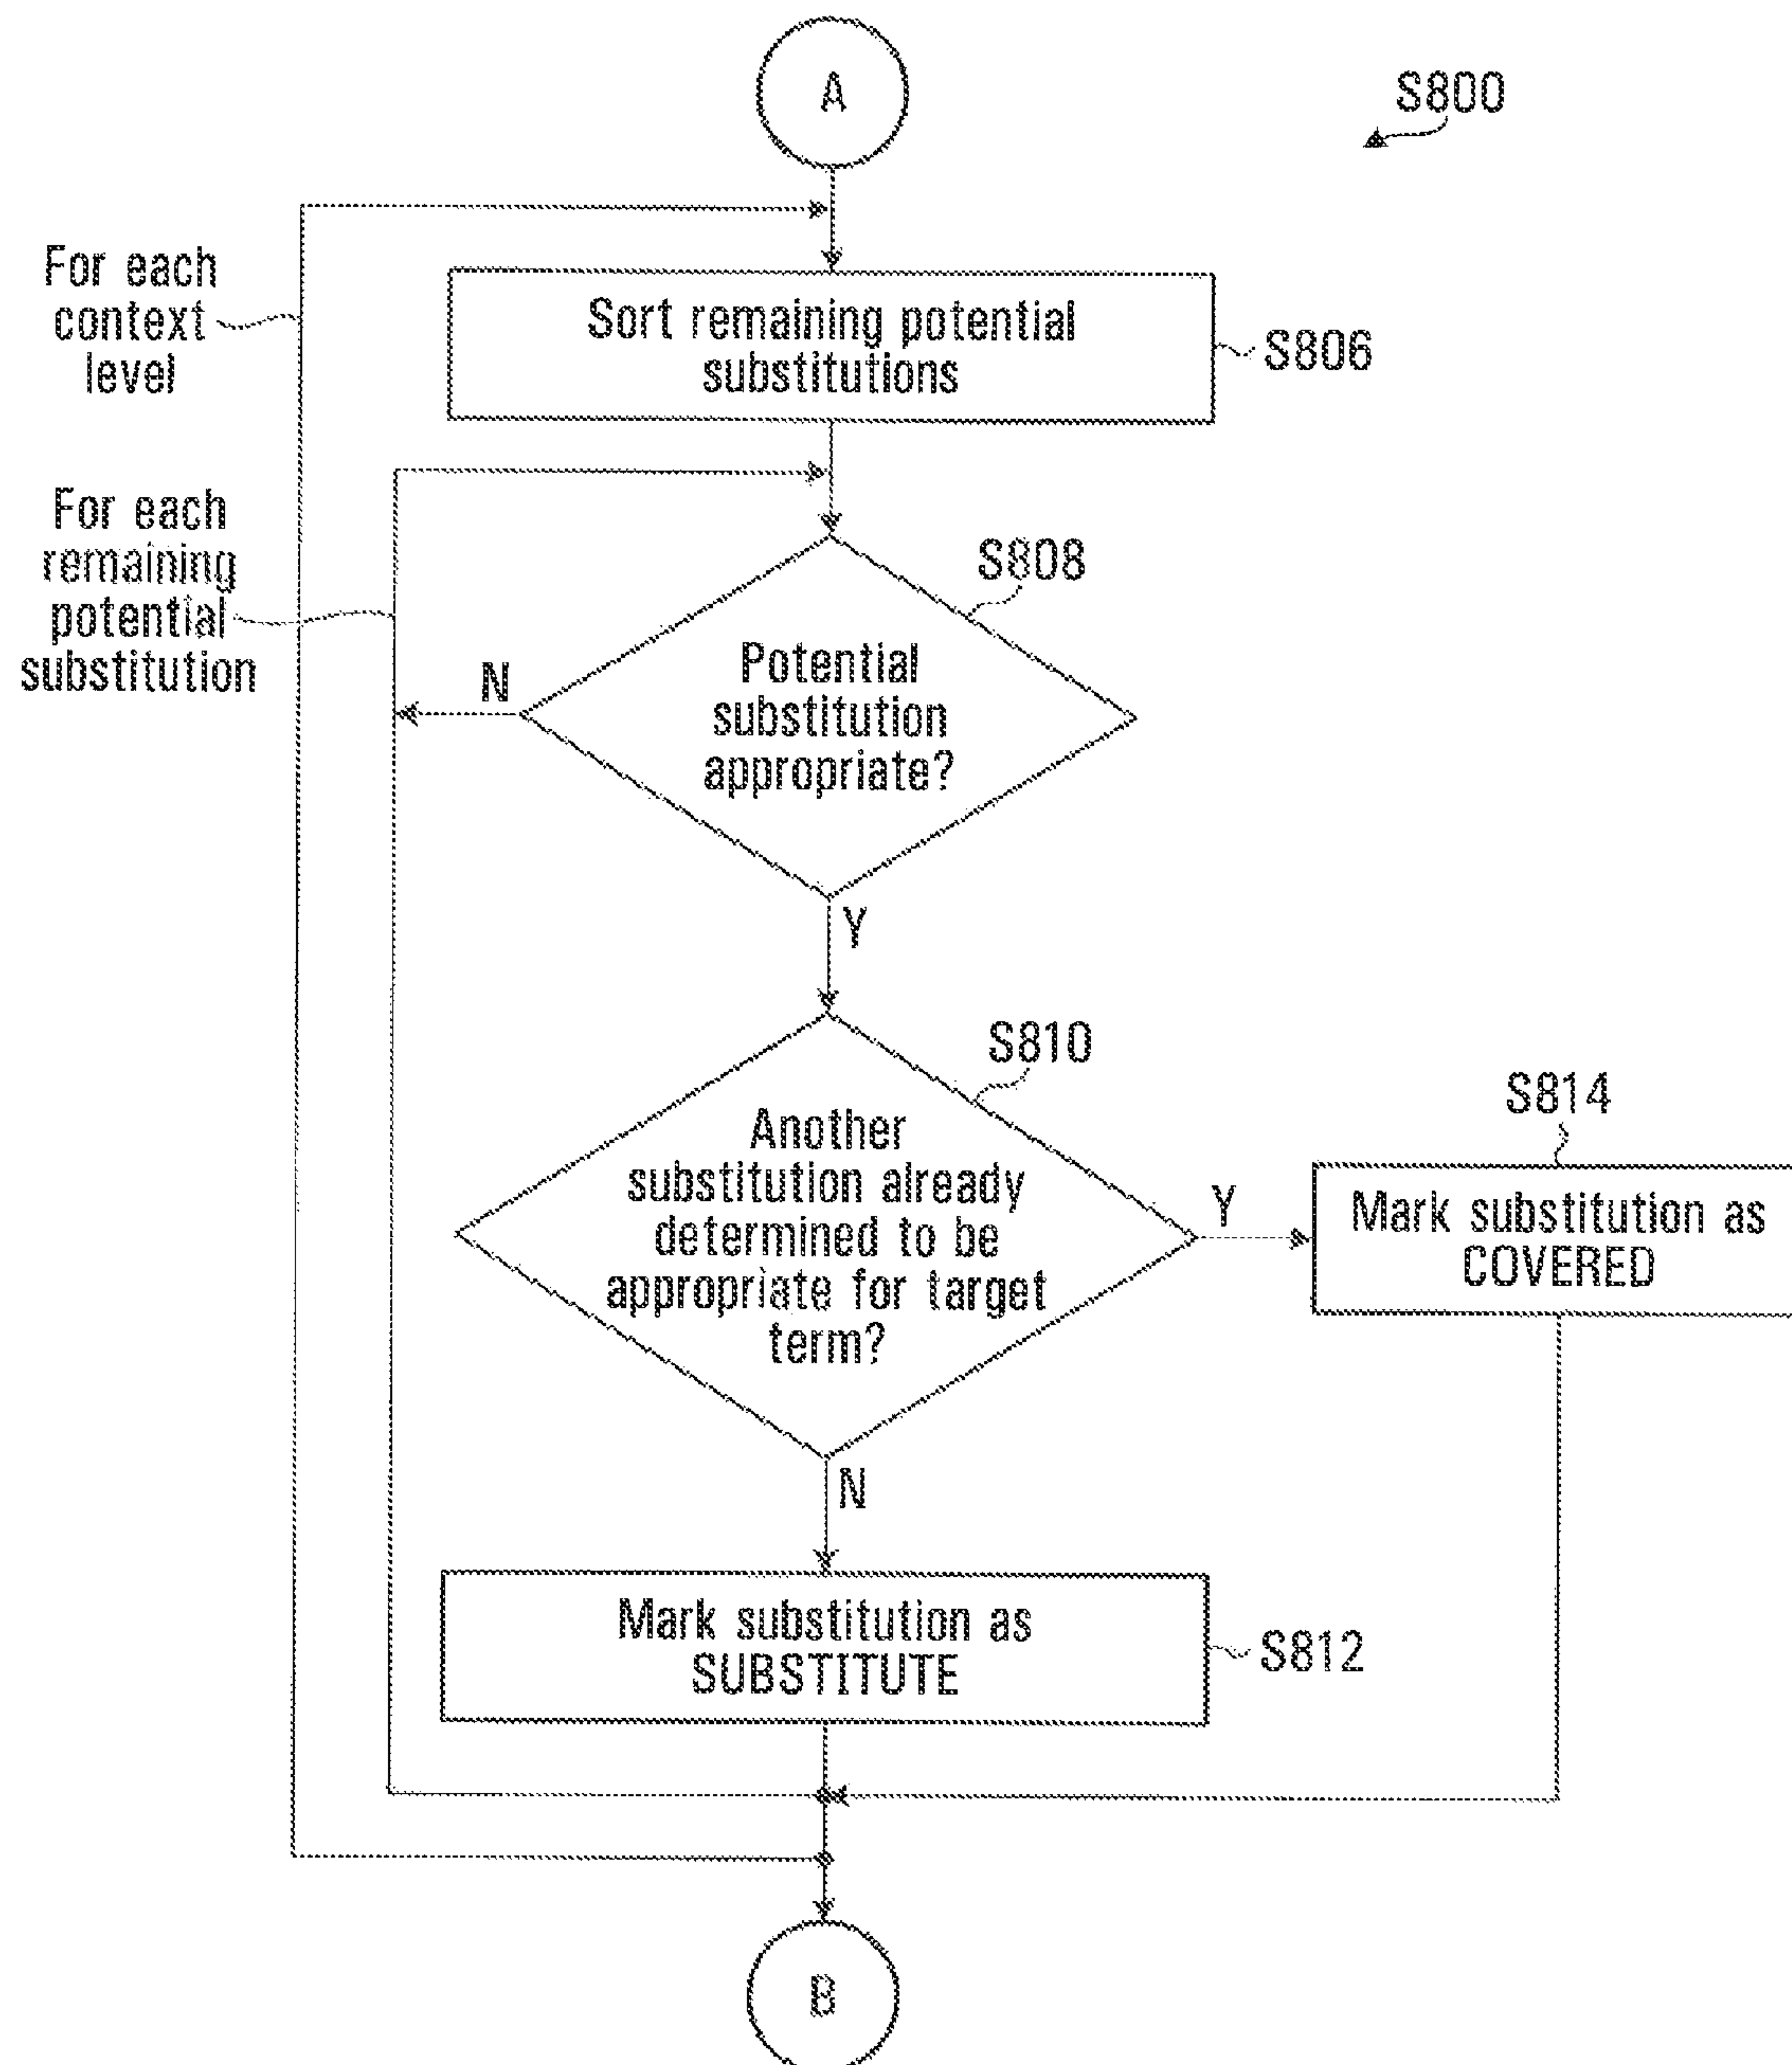 A
S800
For each
context
level
Sort remaining potential
substitutions
S806
For each
remaining
potential
substitution
S808
Potential
substitution
appropriate?
N
Y
S810
Another
substitution already
determined to be
appropriate for target
term?
Y
S814
Mark substitution as
COVERED
N
Mark substitution as
SUBSTITUTE
S812
B